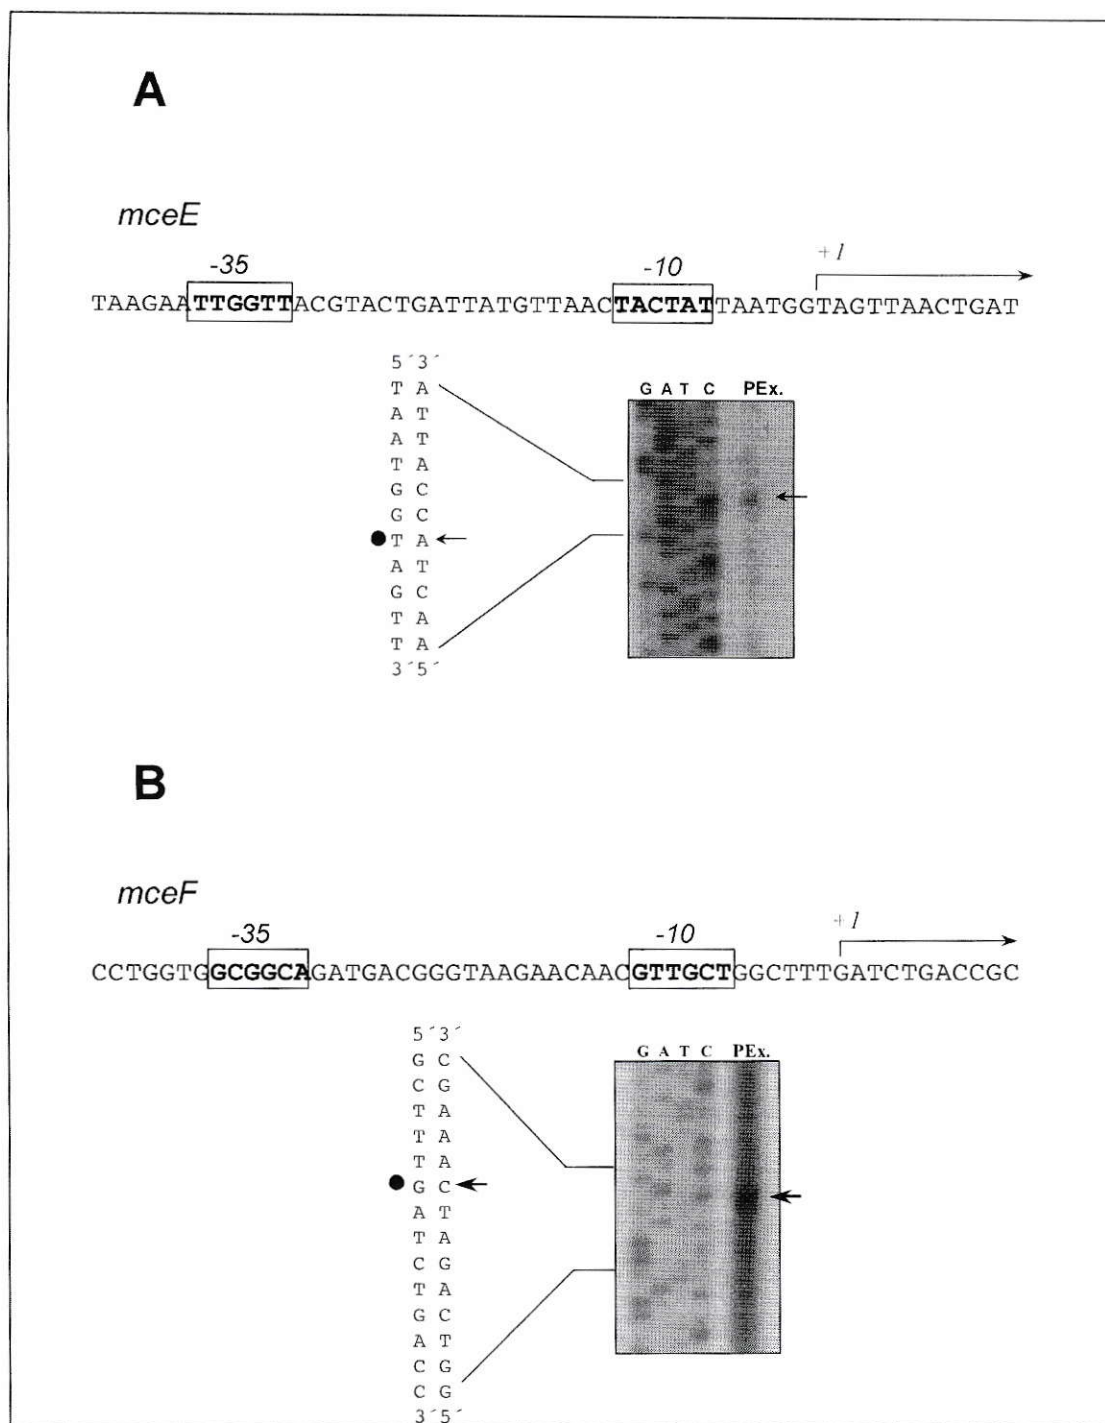 A
mceE
-35
-10
+1
TAAGAATTGGTTACGTACTGATTATGTTAACTACTATTAATGGTAGTTAACTGAT
5´3´
T A
A T
A T
T A
G C
G C
T A
A T
G C
T A
T A
3´5´
G A T C PEx.
B
mceF
-35
-10
+1
CCTGGTGGCGGCAGATGACGGGTAAGAACAACGTTGCTGGCTTTGATCTGACCGC
5´3´
G C
C G
T A
T A
T A
G C
A T
T A
C G
T A
G C
A T
C G
C G
3´5´
G A T C PEx.